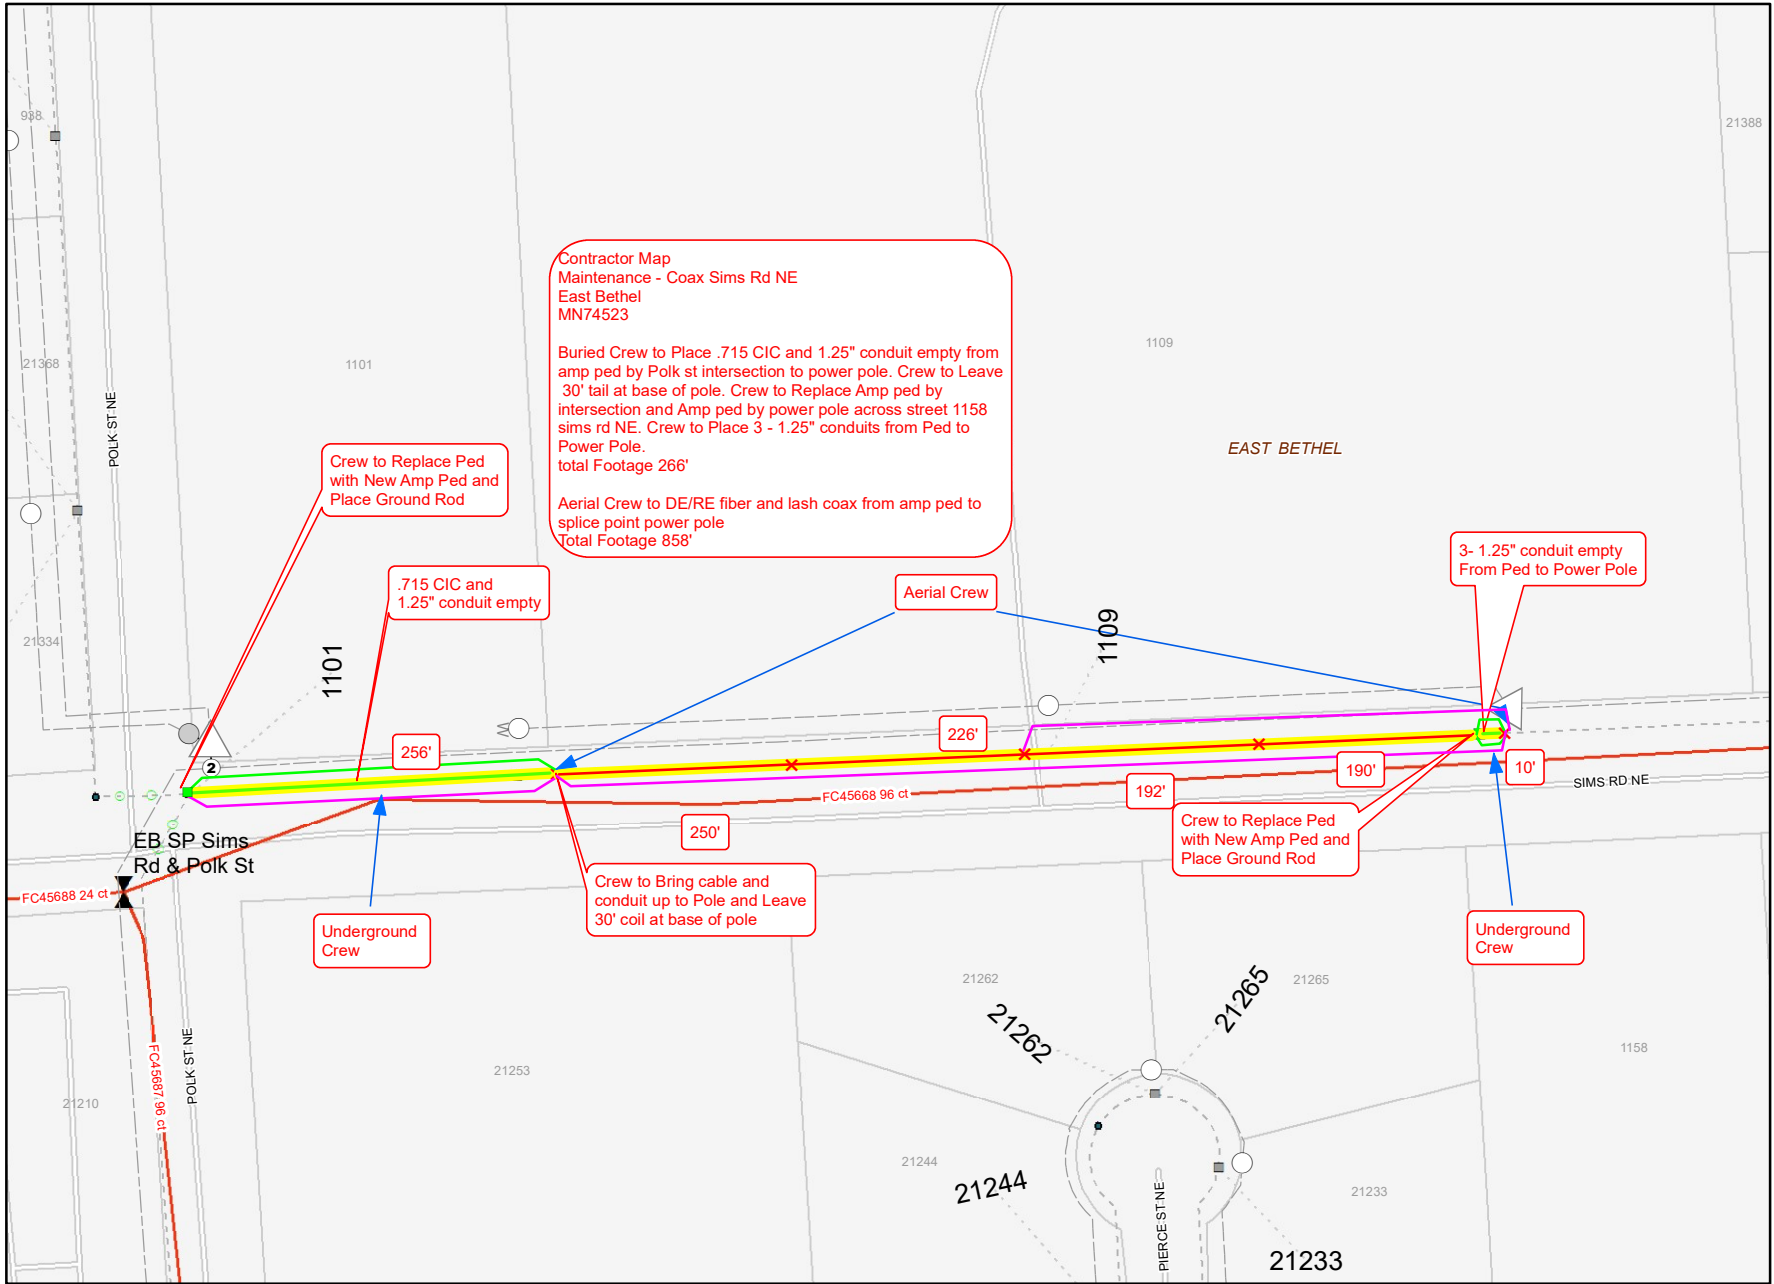 938
21388
Contractor Map
Maintenance - Coax Sims Rd NE
East Bethel
MN74523
Buried Crew to Place .715 CIC and 1.25" conduit empty from
amp ped by Polk st intersection to power pole. Crew to Leave
30' tail at base of pole. Crew to Replace Amp ped by
intersection and Amp ped by power pole across street 1158
sims rd NE. Crew to Place 3 - 1.25" conduits from Ped to
Power Pole.
total Footage 266'
Aerial Crew to DE/RE fiber and lash coax from amp ped to
splice point power pole
Total Footage 858'
21368
1101
1109
POLK ST NE
EAST BETHEL
Crew to Replace Ped
with New Amp Ped and
Place Ground Rod
3- 1.25" conduit empty
From Ped to Power Pole
.715 CIC and
1.25" conduit empty
Aerial Crew
21334
1101
1109
256'
226'
2
190'
10'
192'
SIMS RD NE
FC45668 96 ct
250'
EB SP Sims
Rd & Polk St
Crew to Replace Ped
with New Amp Ped and
Place Ground Rod
FC45688 24 ct
Crew to Bring cable and
conduit up to Pole and Leave
30' coil at base of pole
Underground
Crew
Underground
Crew
21262
21265
21262
21265
FC45687 96 ct
POLK ST NE
21253
1158
21210
21244
21244
21233
PIERCE ST NE
21233